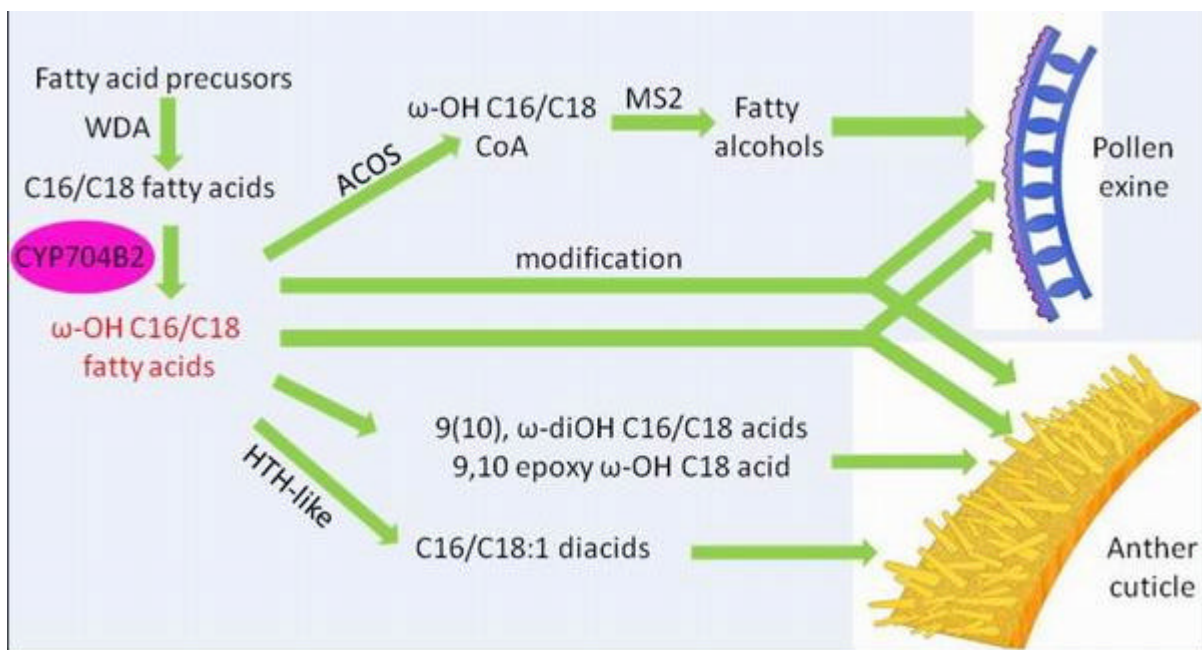 Fatty acid precusors
WDA
C16/C18 fatty acids
CYP704B2
ω-OH C16/C18
fatty acids
ACOS
ω-OH C16/C18
CoA
MS2
Fatty
alcohols
Pollen
exine
modification
9(10), ω-diOH C16/C18 acids
9,10 epoxy ω-OH C18 acid
HTH-like
C16/C18:1 diacids
Anther
cuticle